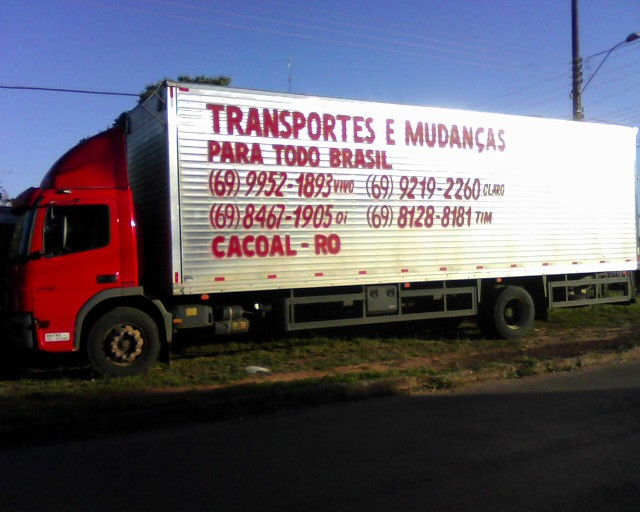 TRANSPORTES E MUDANÇAS
PARA TODO BRASIL
(69) 9952-1893 VIVO (69) 9219-2260 CLARO
(69) 8467-1905 OI (69) 8128-8181 TIM
CACOAL - RO